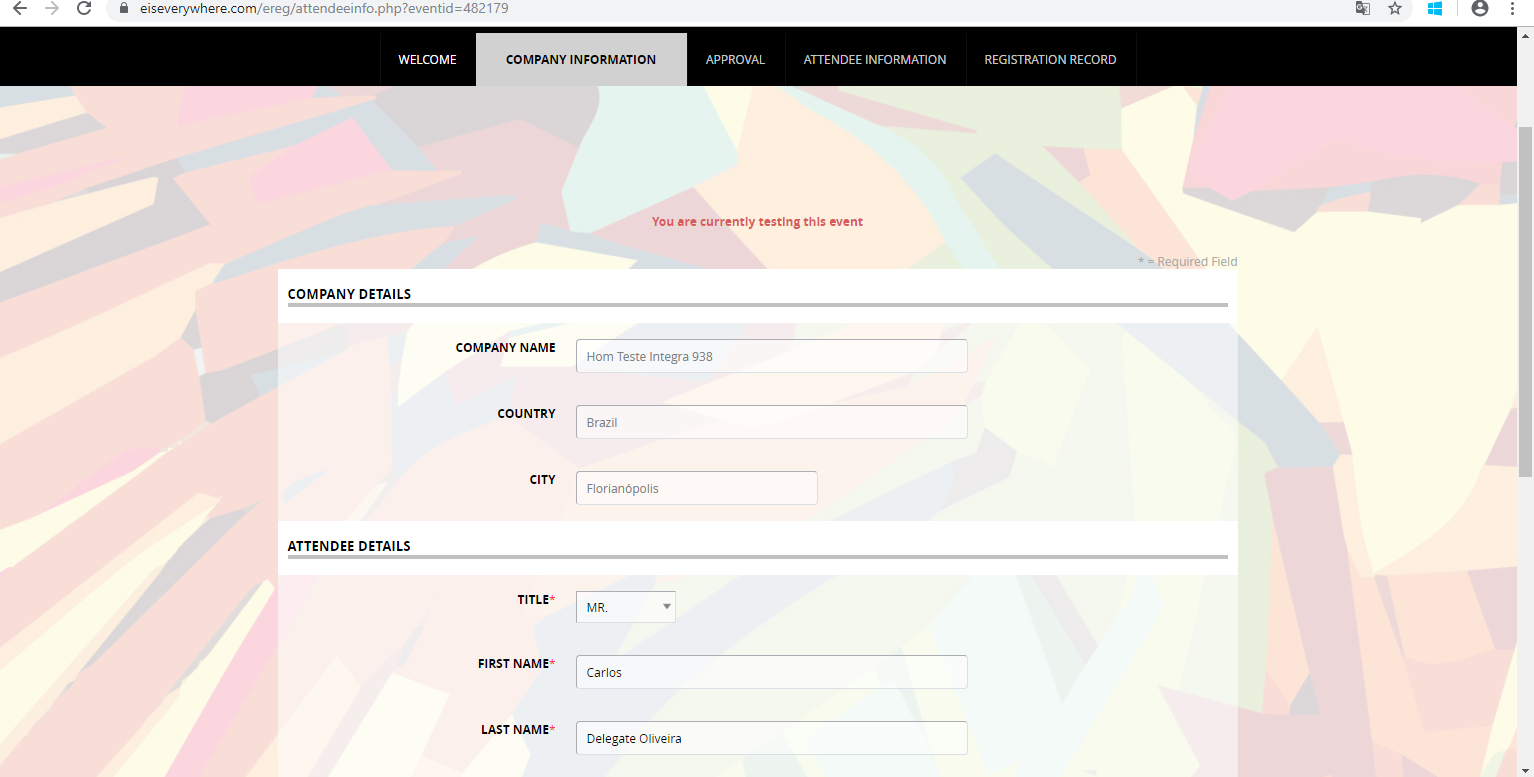 eiseverywhere.com/ereg/attendeeinfo.php?eventid=482179
WELCOME
COMPANY INFORMATION
APPROVAL
ATTENDEE INFORMATION
REGISTRATION RECORD
You are currently testing this event
* = Required Field
COMPANY DETAILS
COMPANY NAME
Hom Teste Integra 938
COUNTRY
Brazil
CITY
Florianópolis
ATTENDEE DETAILS
TITLE*
MR.
FIRST NAME*
Carlos
LAST NAME*
Delegate Oliveira